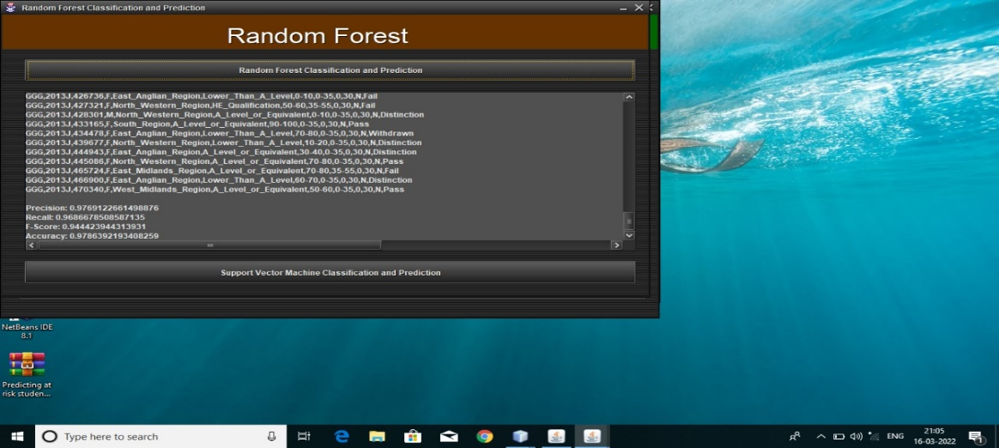 Random Forest Classification and Prediction
Random Forest
Random Forest Classification and Prediction
GGG,2013J,426736,F,East_Anglian_Region,Lower_Than_A_Level,0-10,0-35,0,30,N,Fail
GGG,2013J,427321,F,North_Western_Region,HE_Qualification,50-60,35-55,0,30,N,Fail
GGG,2013J,428301,M,North_Western_Region,A_Level_or_Equivalent,0-10,0-35,0,30,N,Distinction
GGG,2013J,433165,F,South_Region,A_Level_or_Equivalent,90-100,0-35,0,30,N,Pass
GGG,2013J,434478,F,East_Anglian_Region,Lower_Than_A_Level,70-80,0-35,0,30,N,Withdrawn
GGG,2013J,439677,F,North_Western_Region,Lower_Than_A_Level,10-20,0-35,0,30,N,Distinction
GGG,2013J,444943,F,East_Anglian_Region,A_Level_or_Equivalent,30-40,0-35,0,30,N,Distinction
GGG,2013J,445086,F,North_Western_Region,A_Level_or_Equivalent,70-80,0-35,0,30,N,Pass
GGG,2013J,465724,F,East_Midlands_Region,A_Level_or_Equivalent,70-80,35-55,0,30,N,Fail
GGG,2013J,466900,F,East_Anglian_Region,Lower_Than_A_Level,60-70,0-35,0,30,N,Distinction
GGG,2013J,470340,F,West_Midlands_Region,A_Level_or_Equivalent,50-60,0-35,0,30,N,Pass
Precision: 0.9769122661498876
Recall: 0.9686678508587135
F-Score: 0.944423944313931
Accuracy: 0.9786392193408259
Support Vector Machine Classification and Prediction
NetBeans IDE
8.1
Predicting at
risk studen...
Type here to search
ENG
21:05
16-03-2022